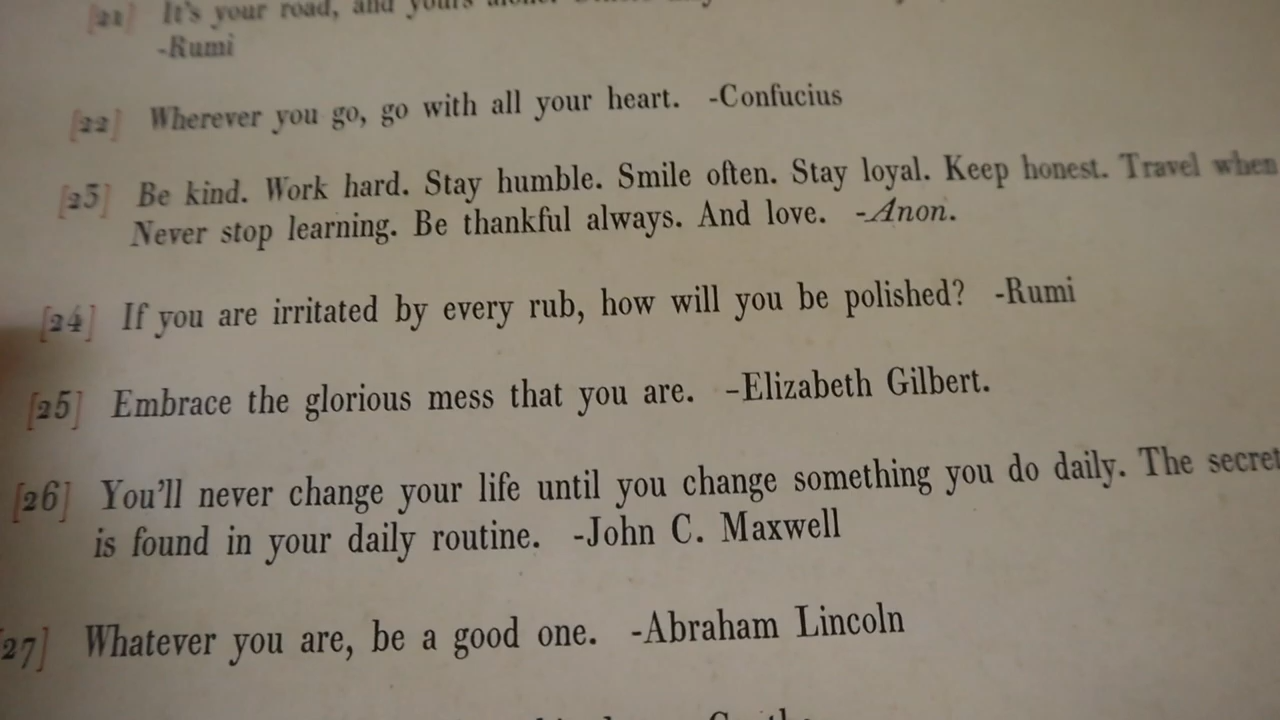 [21] It's your road, and yours alone.
-Rumi
[22] Wherever you go, go with all your heart. -Confucius
[23] Be kind. Work hard. Stay humble. Smile often. Stay loyal. Keep honest. Travel when
Never stop learning. Be thankful always. And love. -Anon.
[24] If you are irritated by every rub, how will you be polished? -Rumi
[25] Embrace the glorious mess that you are. -Elizabeth Gilbert.
[26] You'll never change your life until you change something you do daily. The secret
is found in your daily routine. -John C. Maxwell
[27] Whatever you are, be a good one. -Abraham Lincoln